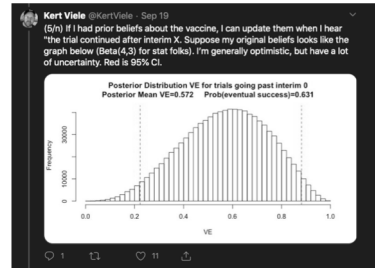 Kert Viele @KertViele · Sep 19
(5/n) If I had prior beliefs about the vaccine, I can update them when I hear
"the trial continued after interim X. Suppose my original beliefs looks like the
graph below (Beta(4,3) for stat folks). I'm generally optimistic, but have a lot
of uncertainty. Red is 95% CI.
Posterior Distribution VE for trials going past interim 0
Posterior Mean VE=0.572 Prob(eventual success)=0.631
Frequency
30000
10000
0
0.0 0.2 0.4 0.6 0.8 1.0
VE
1 11